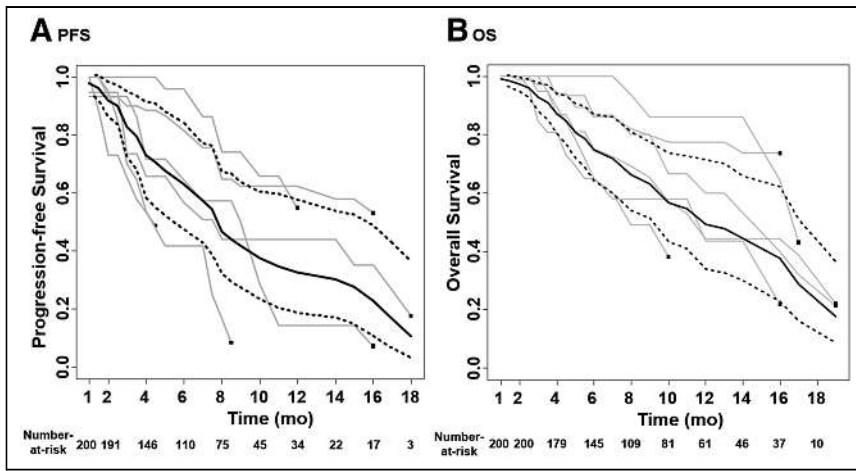 A PFS
Progression-free Survival
0.0 0.2 0.4 0.6 0.8 1.0
1 2 4 6 8 10 12 14 16 18
Time (mo)
Number-at-risk
200 191 146 110 75 45 34 22 17 3
B OS
Overall Survival
0.0 0.2 0.4 0.6 0.8 1.0
1 2 4 6 8 10 12 14 16 18
Time (mo)
Number-at-risk
200 200 179 145 109 81 61 46 37 10